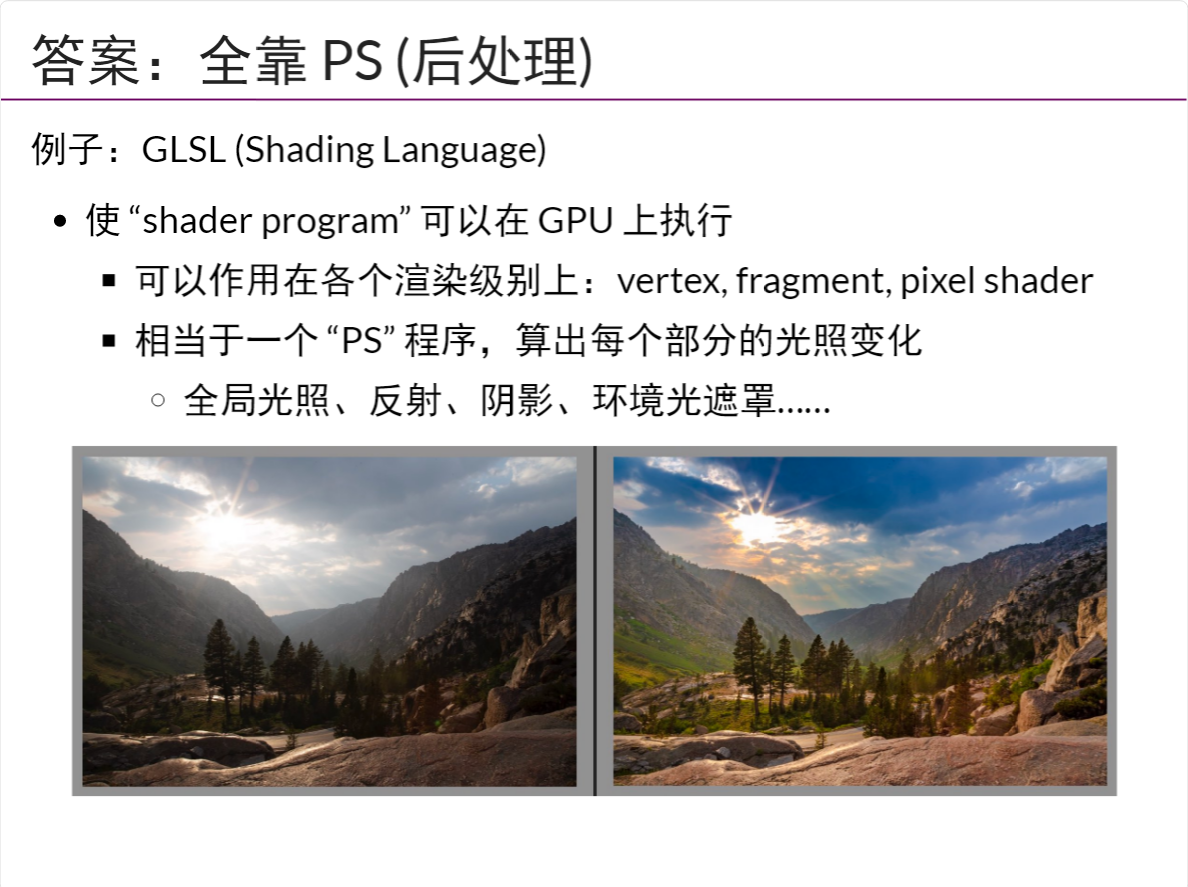 答案：全靠 PS (后处理)
例子：GLSL (Shading Language)
使 “shader program” 可以在 GPU 上执行
可以作用在各个渲染级别上：vertex, fragment, pixel shader
相当于一个 “PS” 程序，算出每个部分的光照变化
全局光照、反射、阴影、环境光遮罩……